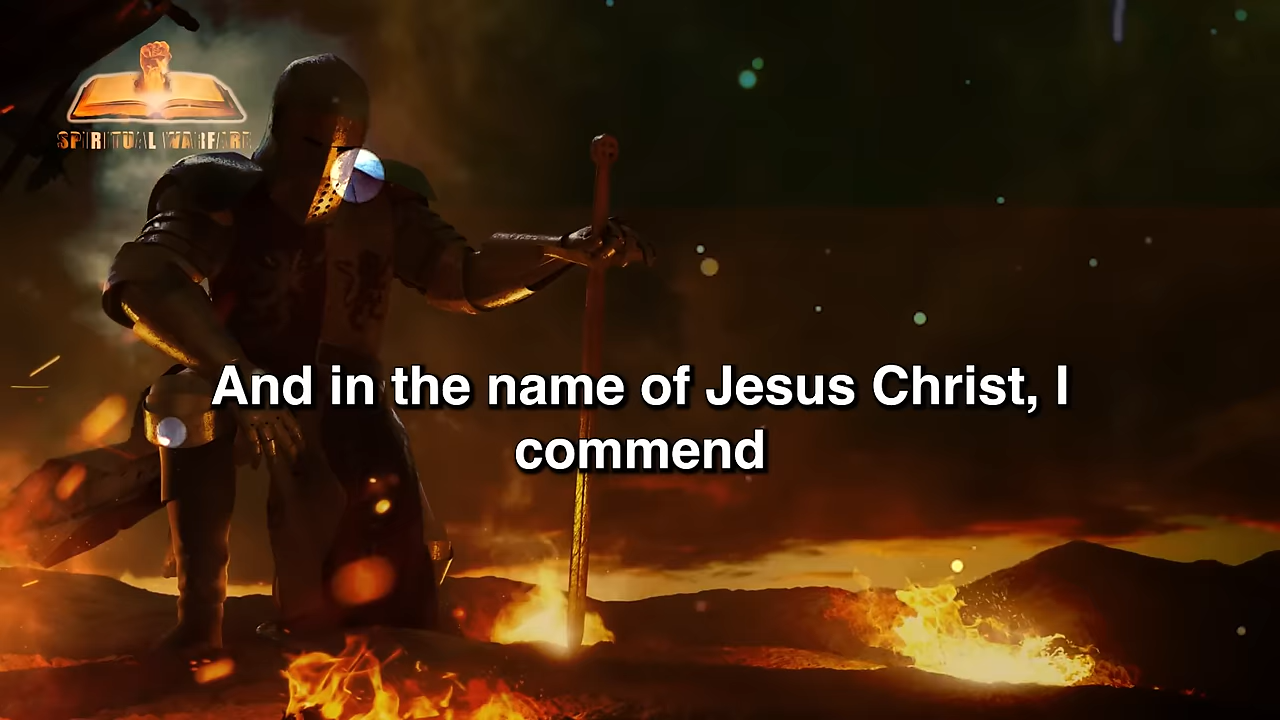 SPIRITUAL WARFARE
And in the name of Jesus Christ, I
commend